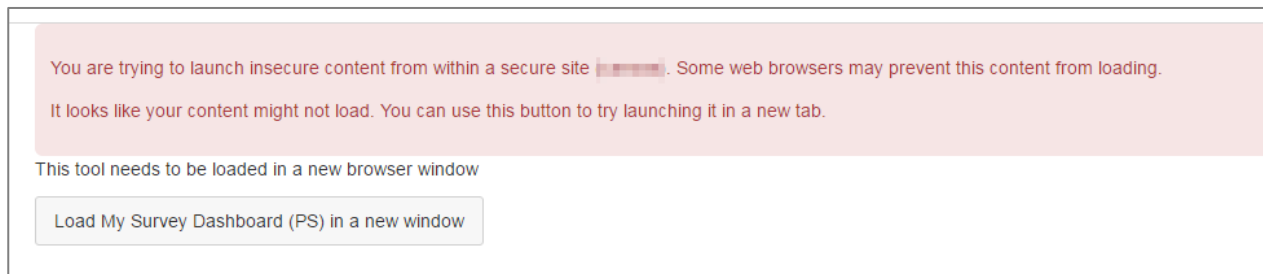 You are trying to launch insecure content from within a secure site . Some web browsers may prevent this content from loading.
It looks like your content might not load. You can use this button to try launching it in a new tab.
This tool needs to be loaded in a new browser window
Load My Survey Dashboard (PS) in a new window